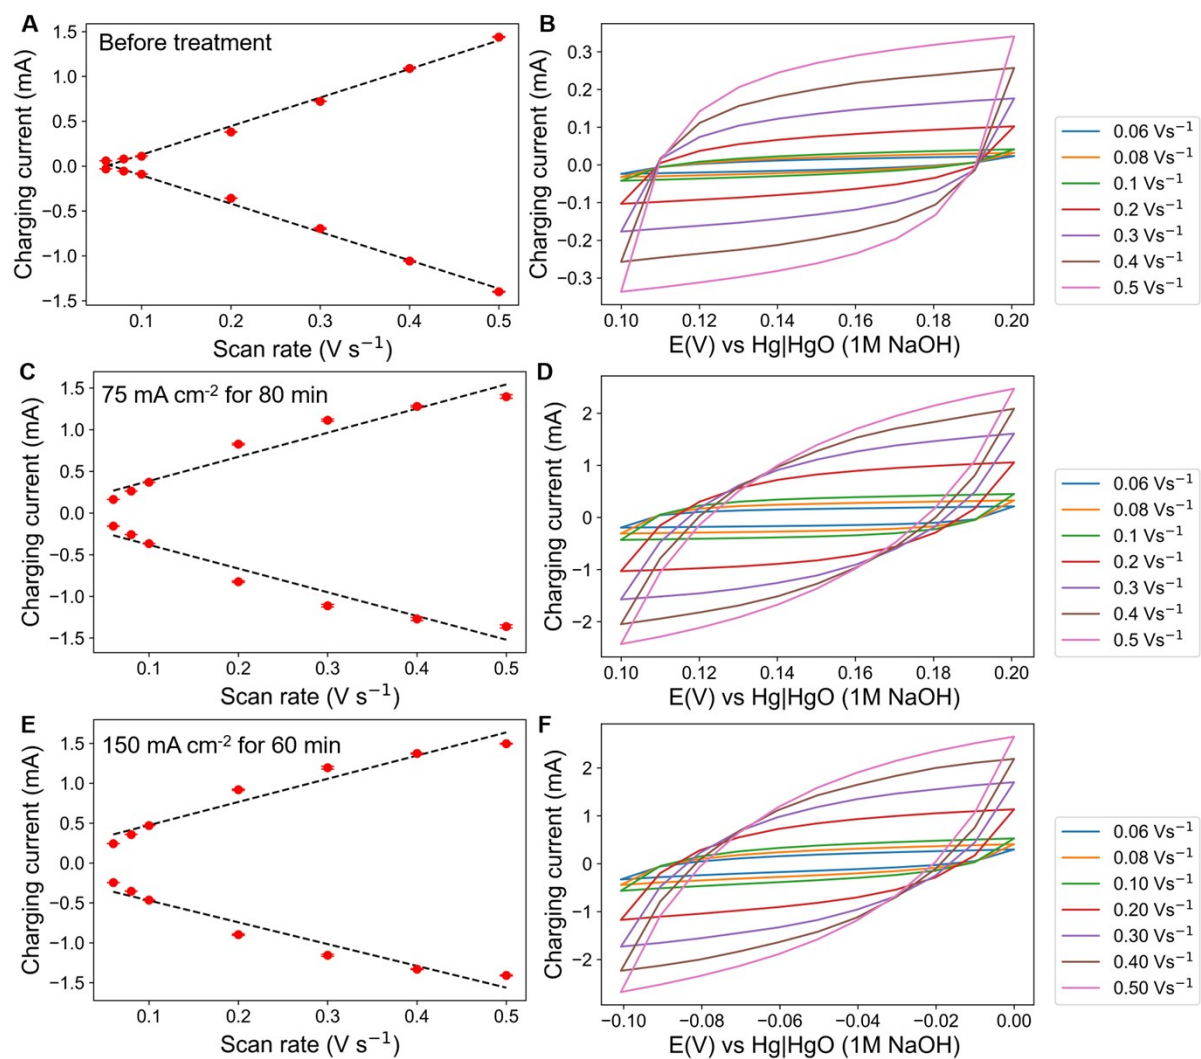 A
Before treatment
Charging current (mA)
1.5
1.0
0.5
0.0
−0.5
−1.0
−1.5
0.1 0.2 0.3 0.4 0.5
Scan rate (V s⁻¹)
B
Charging current (mA)
0.3
0.2
0.1
0.0
−0.1
−0.2
−0.3
0.10 0.12 0.14 0.16 0.18 0.20
E(V) vs Hg|HgO (1M NaOH)
0.06 Vs⁻¹
0.08 Vs⁻¹
0.1 Vs⁻¹
0.2 Vs⁻¹
0.3 Vs⁻¹
0.4 Vs⁻¹
0.5 Vs⁻¹
C
75 mA cm⁻² for 80 min
Charging current (mA)
1.5
1.0
0.5
0.0
−0.5
−1.0
−1.5
0.1 0.2 0.3 0.4 0.5
Scan rate (V s⁻¹)
D
Charging current (mA)
2
1
0
−1
−2
0.10 0.12 0.14 0.16 0.18 0.20
E(V) vs Hg|HgO (1M NaOH)
0.06 Vs⁻¹
0.08 Vs⁻¹
0.1 Vs⁻¹
0.2 Vs⁻¹
0.3 Vs⁻¹
0.4 Vs⁻¹
0.5 Vs⁻¹
E
150 mA cm⁻² for 60 min
Charging current (mA)
1.5
1.0
0.5
0.0
−0.5
−1.0
−1.5
0.1 0.2 0.3 0.4 0.5
Scan rate (V s⁻¹)
F
Charging current (mA)
2
1
0
−1
−2
−0.10 −0.08 −0.06 −0.04 −0.02 0.00
E(V) vs Hg|HgO (1M NaOH)
0.06 Vs⁻¹
0.08 Vs⁻¹
0.10 Vs⁻¹
0.20 Vs⁻¹
0.30 Vs⁻¹
0.40 Vs⁻¹
0.50 Vs⁻¹